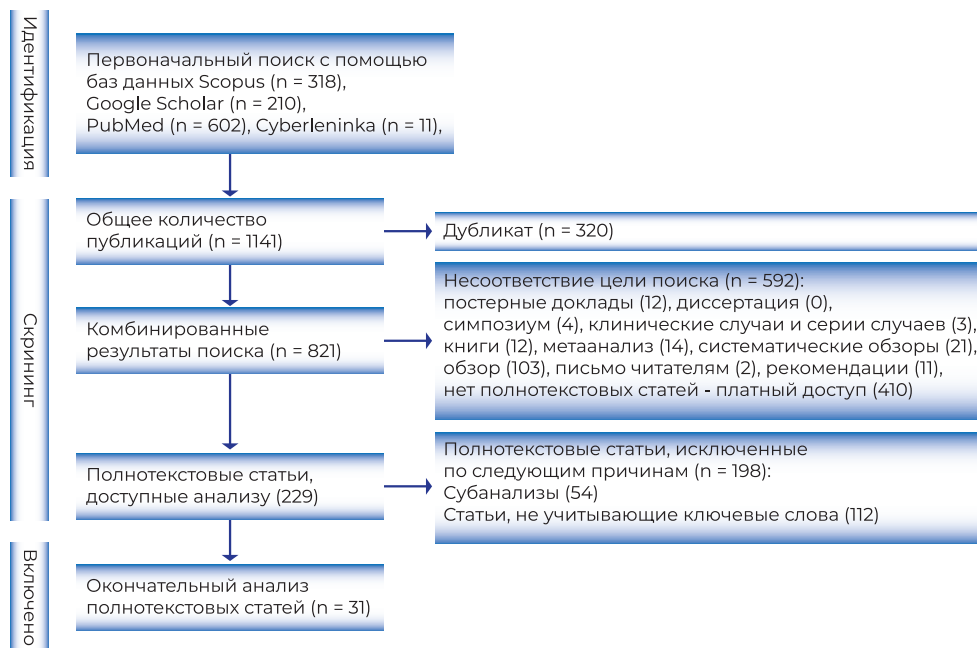 Идентификация
Первоначальный поиск с помощью
баз данных Scopus (n = 318),
Google Scholar (n = 210),
PubMed (n = 602), Cyberleninka (n = 11),
Скрининг
Общее количество
публикаций (n = 1141)
Дубликат (n = 320)
Комбинированные
результаты поиска (n = 821)
Несоответствие цели поиска (n = 592):
постерные доклады (12), диссертация (0),
симпозиум (4), клинические случаи и серии случаев (3),
книги (12), метаанализ (14), систематические обзоры (21),
обзор (103), письмо читателям (2), рекомендации (11),
нет полнотекстовых статей - платный доступ (410)
Полнотекстовые статьи,
доступные анализу (229)
Полнотекстовые статьи, исключенные
по следующим причинам (n = 198):
Субанализы (54)
Статьи, не учитывающие ключевые слова (112)
Включено
Окончательный анализ
полнотекстовых статей (n = 31)